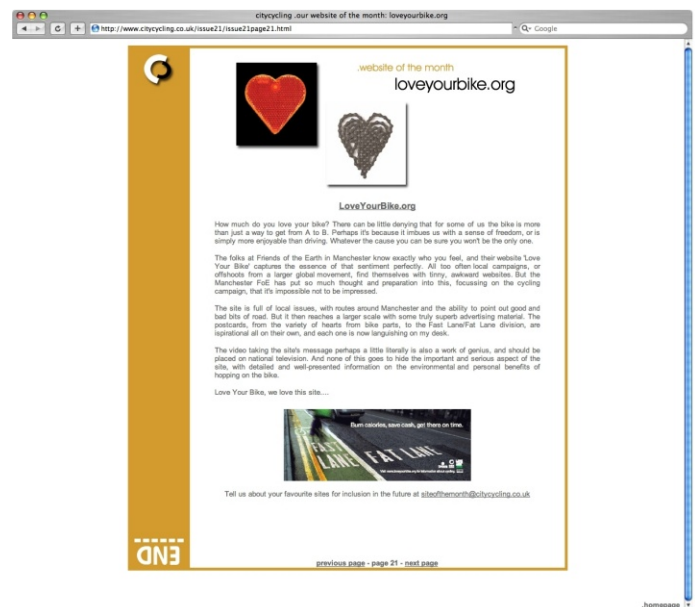 citycycling .our website of the month: loveyourbike.org
http://www.citycycling.co.uk/issue21/issue21page21.html
Google
.website of the month
loveyourbike.org
LoveYourBike.org
How much do you love your bike? There can be little denying that for some of us the bike is more
than just a way to get from A to B. Perhaps it's because it imbues us with a sense of freedom, or is
simply more enjoyable than driving. Whatever the cause you can be sure you won't be the only one.
The folks at Friends of the Earth in Manchester know exactly who you feel, and their website 'Love
Your Bike' captures the essence of that sentiment perfectly. All too often local campaigns, or
offshoots from a larger global movement, find themselves with tinny, awkward websites. But the
Manchester FoE has put so much thought and preparation into this, focussing on the cycling
campaign, that it's impossible not to be impressed.
The site is full of local issues, with routes around Manchester and the ability to point out good and
bad bits of road. But it then reaches a larger scale with some truly superb advertising material. The
postcards, from the variety of hearts from bike parts, to the Fast Lane/Fat Lane division, are
ispirational all on their own, and each one is now languishing on my desk.
The video taking the site's message perhaps a little literally is also a work of genius, and should be
placed on national television. And none of this goes to hide the important and serious aspect of the
site, with detailed and well-presented information on the environmental and personal benefits of
hopping on the bike.
Love Your Bike, we love this site....
Burn calories, save cash, get there on time.
FAST
LANE
FAT LANE
Tell us about your favourite sites for inclusion in the future at siteofthemonth@citycycling.co.uk
END
previous page - page 21 - next page
.homepage